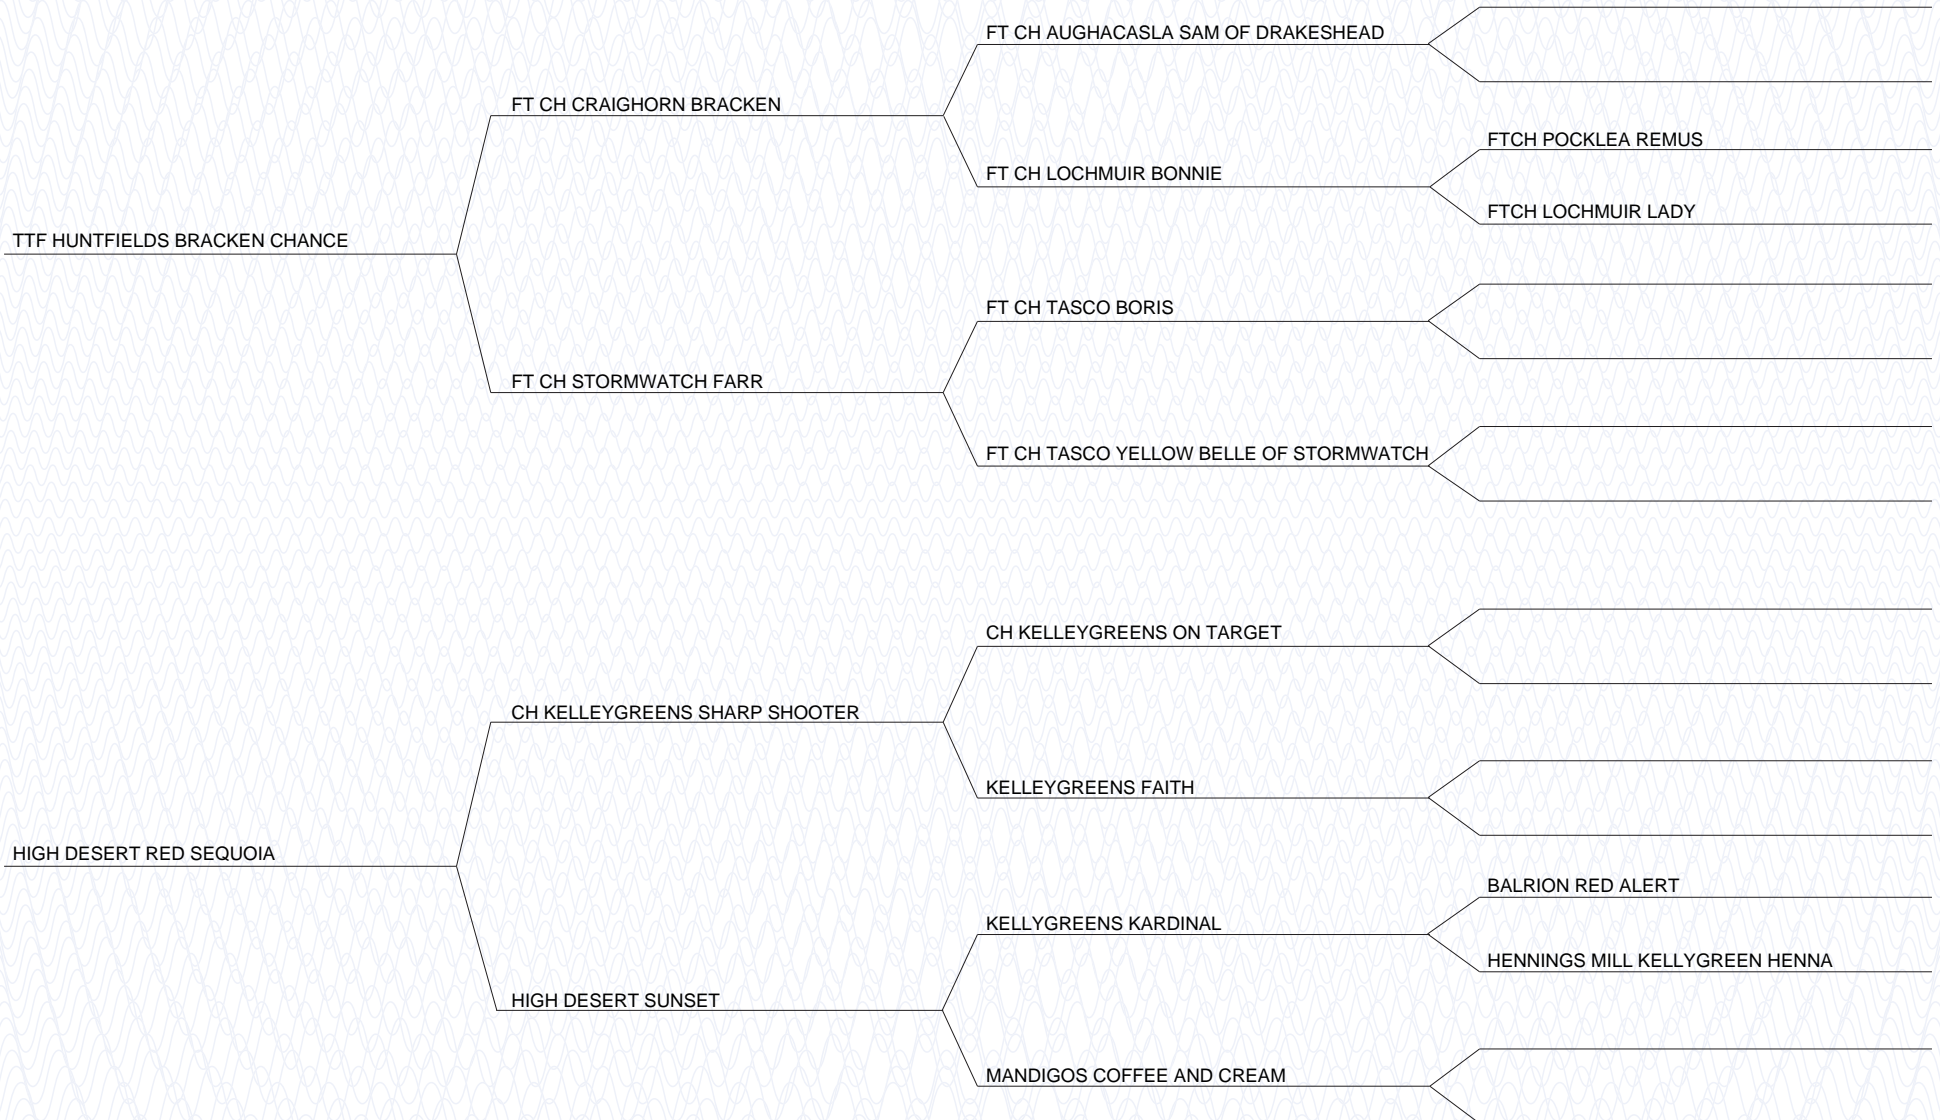 FT CH AUGHACASLA SAM OF DRAKESHEAD
FT CH CRAIGHORN BRACKEN
FTCH POCKLEA REMUS
FT CH LOCHMUIR BONNIE
FTCH LOCHMUIR LADY
TTF HUNTFIELDS BRACKEN CHANCE
FT CH TASCO BORIS
FT CH STORMWATCH FARR
FT CH TASCO YELLOW BELLE OF STORMWATCH
CH KELLEYGREENS ON TARGET
CH KELLEYGREENS SHARP SHOOTER
KELLEYGREENS FAITH
HIGH DESERT RED SEQUOIA
BALRION RED ALERT
KELLYGREENS KARDINAL
HENNINGS MILL KELLYGREEN HENNA
HIGH DESERT SUNSET
MANDIGOS COFFEE AND CREAM